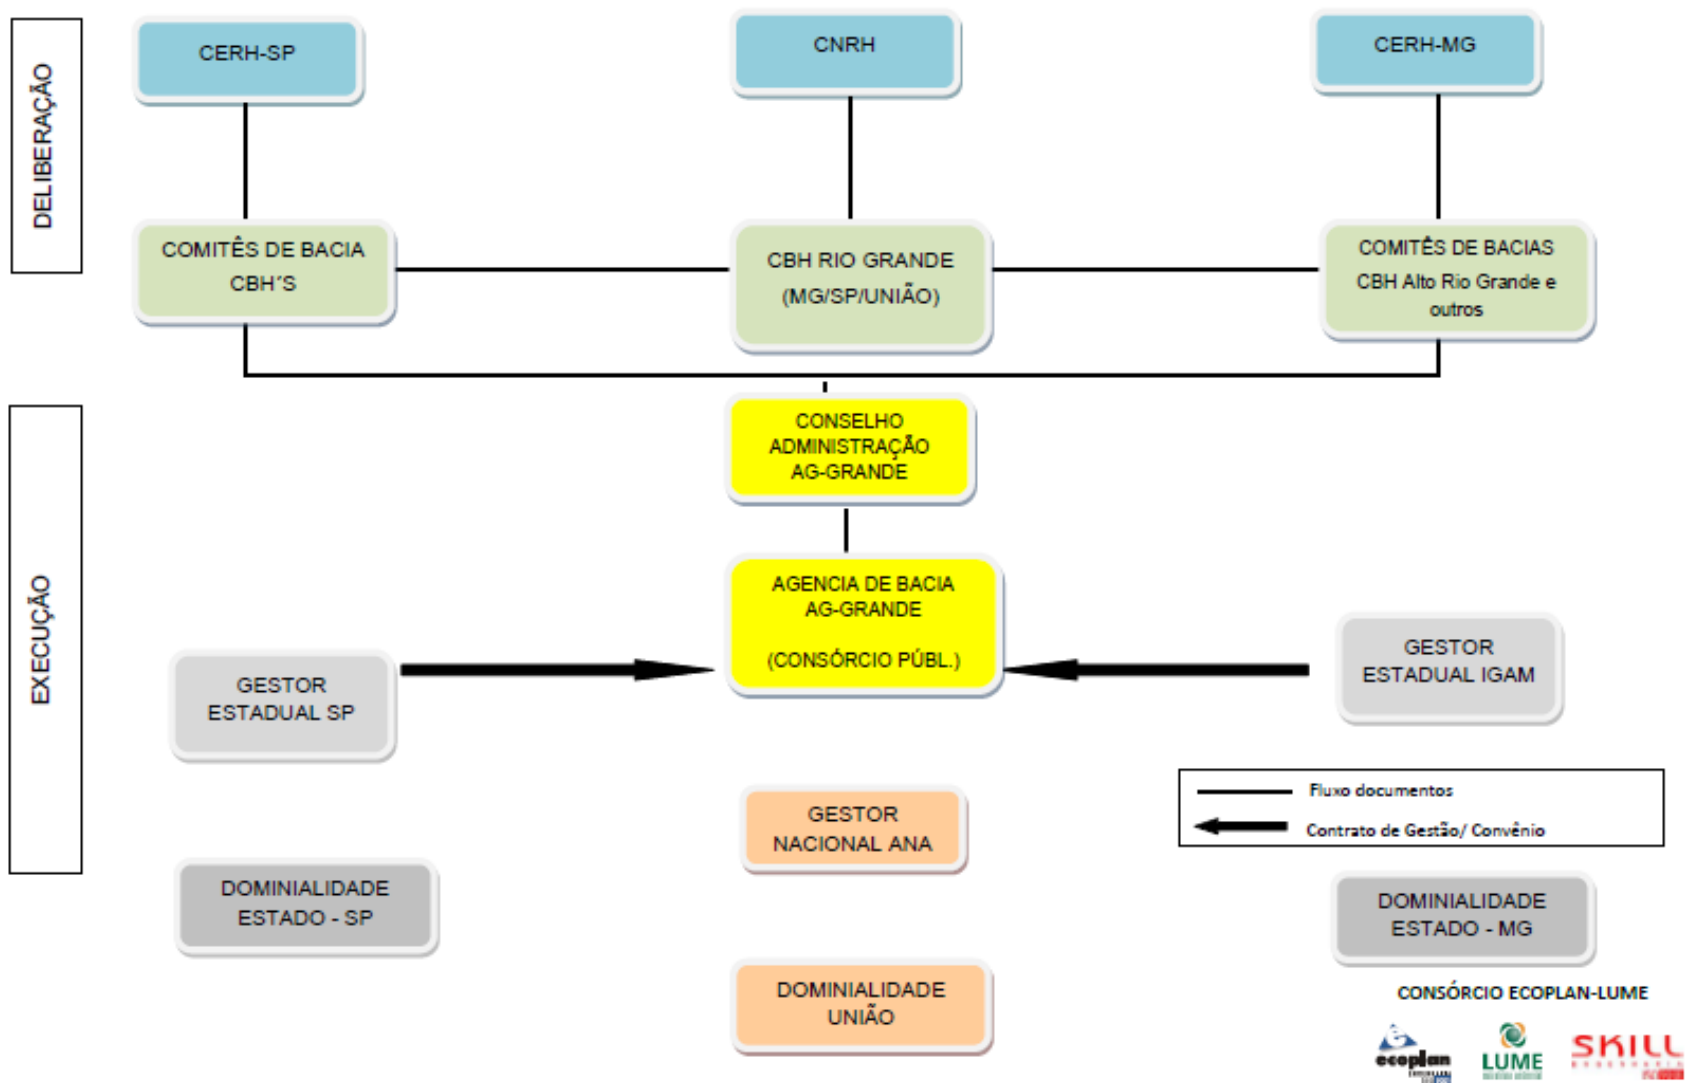 DELIBERAÇÃO
CERH-SP
CNRH
CERH-MG
COMITÊS DE BACIA
CBH´S
CBH RIO GRANDE
(MG/SP/UNIÃO)
COMITÊS DE BACIAS
CBH Alto Rio Grande e
outros
EXECUÇÃO
CONSELHO
ADMINISTRAÇÃO
AG-GRANDE
AGENCIA DE BACIA
AG-GRANDE
(CONSÓRCIO PÚBL.)
GESTOR
ESTADUAL SP
GESTOR
ESTADUAL IGAM
Fluxo documentos
Contrato de Gestão/ Convênio
GESTOR
NACIONAL ANA
DOMINIALIDADE
ESTADO - SP
DOMINIALIDADE
ESTADO - MG
DOMINIALIDADE
UNIÃO
CONSÓRCIO ECOPLAN-LUME
ecoplan
LUME
SKILL